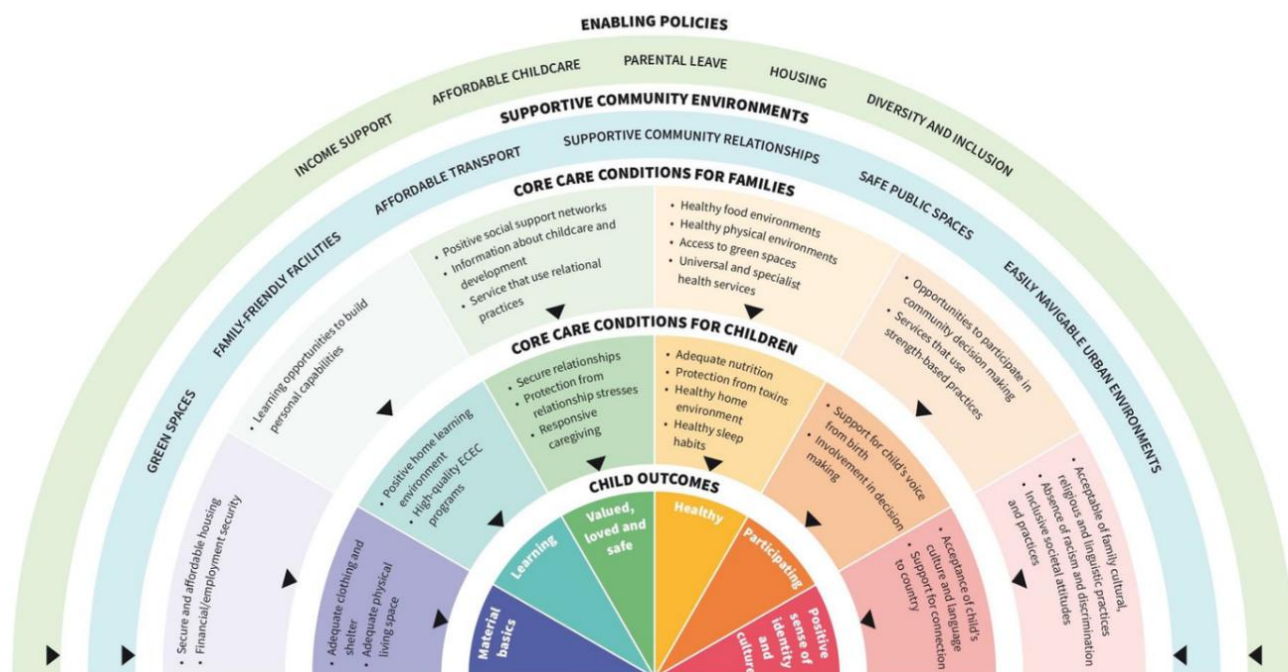 ENABLING POLICIES
INCOME SUPPORT
AFFORDABLE CHILDCARE
PARENTAL LEAVE
HOUSING
DIVERSITY AND INCLUSION
SUPPORTIVE COMMUNITY ENVIRONMENTS
GREEN SPACES
FAMILY-FRIENDLY FACILITIES
AFFORDABLE TRANSPORT
SUPPORTIVE COMMUNITY RELATIONSHIPS
SAFE PUBLIC SPACES
EASILY NAVIGABLE URBAN ENVIRONMENTS
CORE CARE CONDITIONS FOR FAMILIES
• Secure and affordable housing
• Financial/employment security
• Learning opportunities to build
personal capabilities
• Positive social support networks
• Information about childcare and
development
• Service that use relational
practices
• Healthy food environments
• Healthy physical environments
• Access to green spaces
• Universal and specialist
health services
• Opportunities to participate in
community decision making
• Services that use
strength-based practices
• Acceptable of family cultural,
religious and linguistic practices
• Absence of racism and discrimination
• Inclusive societal attitudes
and practices
CORE CARE CONDITIONS FOR CHILDREN
• Adequate clothing and
shelter
• Adequate physical
living space
• Positive home learning
environment
• High-quality ECEC
programs
• Secure relationships
• Protection from
relationship stresses
• Responsive
caregiving
• Adequate nutrition
• Protection from toxins
• Healthy home
environment
• Healthy sleep
habits
• Support for child's voice
from birth
• Involvement in decision
making
• Acceptance of child's
culture and language
• Support for connection
to country
CHILD OUTCOMES
Material
basics
Learning
Valued,
loved and
safe
Healthy
Participating
Positive
sense of
identity
and
culture